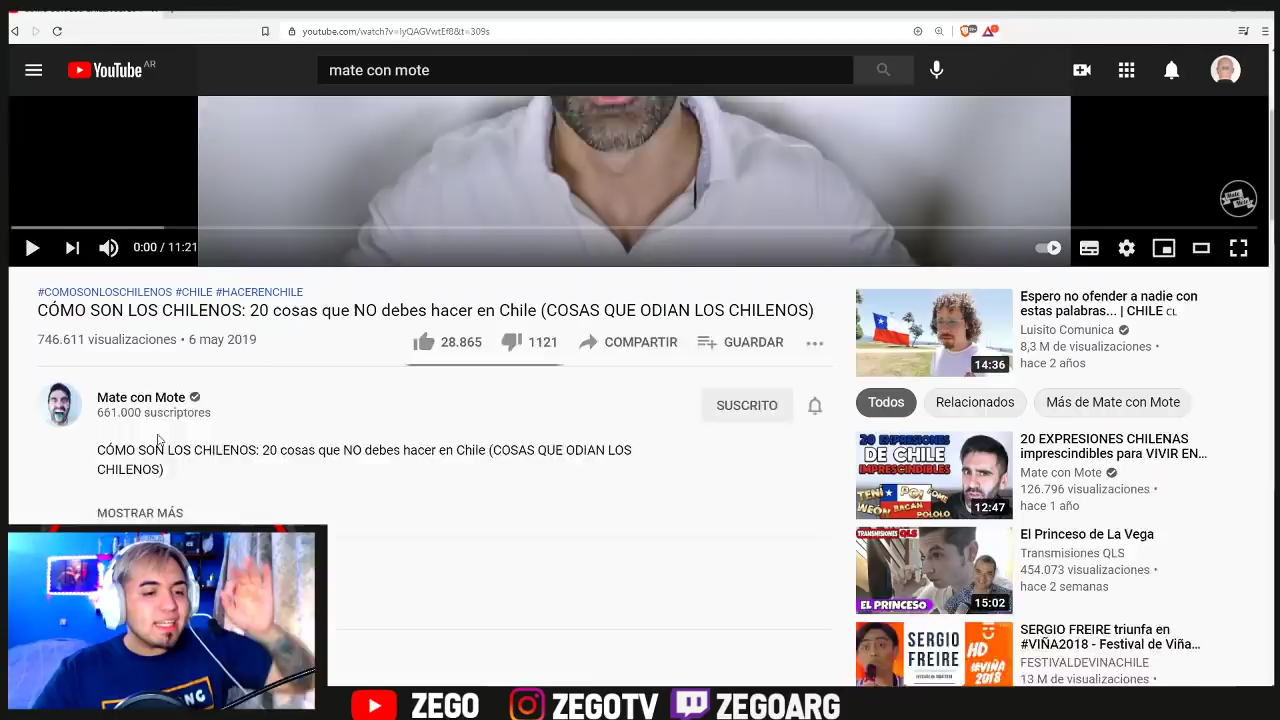 youtube.com/watch?v=IyQAGVwtEf8&t=309s
YouTube AR
mate con mote
0:00 / 11:21
#COMOSONLOSCHILENOS #CHILE #HACERENCHILE
CÓMO SON LOS CHILENOS: 20 cosas que NO debes hacer en Chile (COSAS QUE ODIAN LOS CHILENOS)
746.611 visualizaciones • 6 may 2019
28.865
1121
COMPARTIR
GUARDAR
Mate con Mote
661.000 suscriptores
SUSCRITO
CÓMO SON LOS CHILENOS: 20 cosas que NO debes hacer en Chile (COSAS QUE ODIAN LOS
CHILENOS)
MOSTRAR MÁS
14:36
Espero no ofender a nadie con
estas palabras... | CHILE CL
Luisito Comunica
8,3 M de visualizaciones •
hace 2 años
Todos
Relacionados
Más de Mate con Mote
20 EXPRESIONES
DE CHILE
IMPRESCINDIBLES
12:47
20 EXPRESIONES CHILENAS
imprescindibles para VIVIR EN...
Mate con Mote
126.796 visualizaciones •
hace 1 año
TRANSMISIONES QLS
EL PRINCESO
15:02
El Princeso de La Vega
Transmisiones QLS
454.073 visualizaciones •
hace 2 semanas
SERGIO
FREIRE
HD
#VIÑA
2018
SERGIO FREIRE triunfa en
#VIÑA2018 - Festival de Viña...
FESTIVALDEVINACHILE
13 M de visualizaciones •
ZEGO
ZEGOTV
ZEGOARG